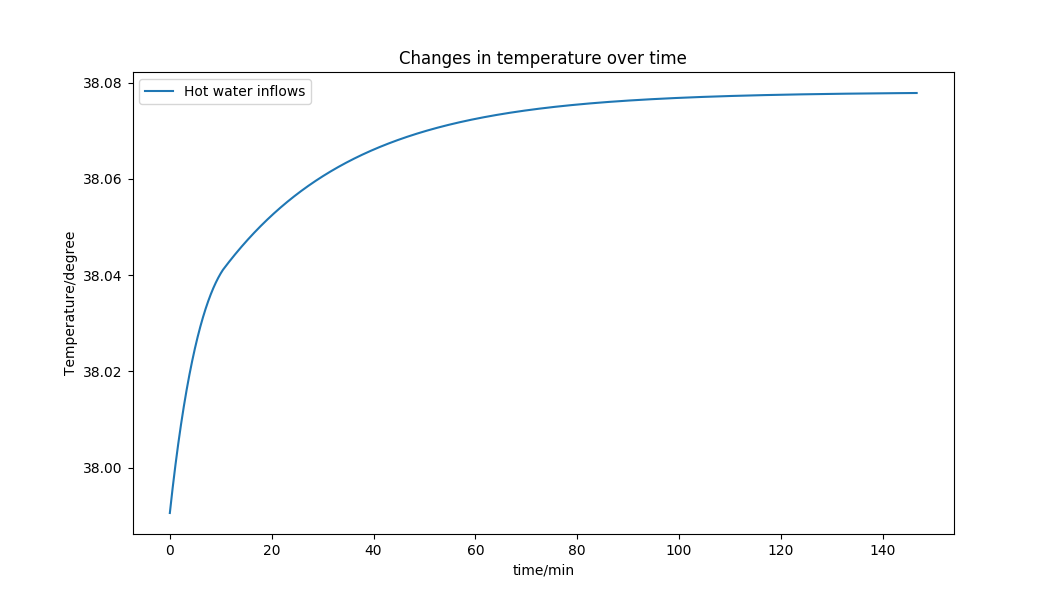 Changes in temperature over time
Hot water inflows
Temperature/degree
38.08
38.06
38.04
38.02
38.00
0 20 40 60 80 100 120 140
time/min